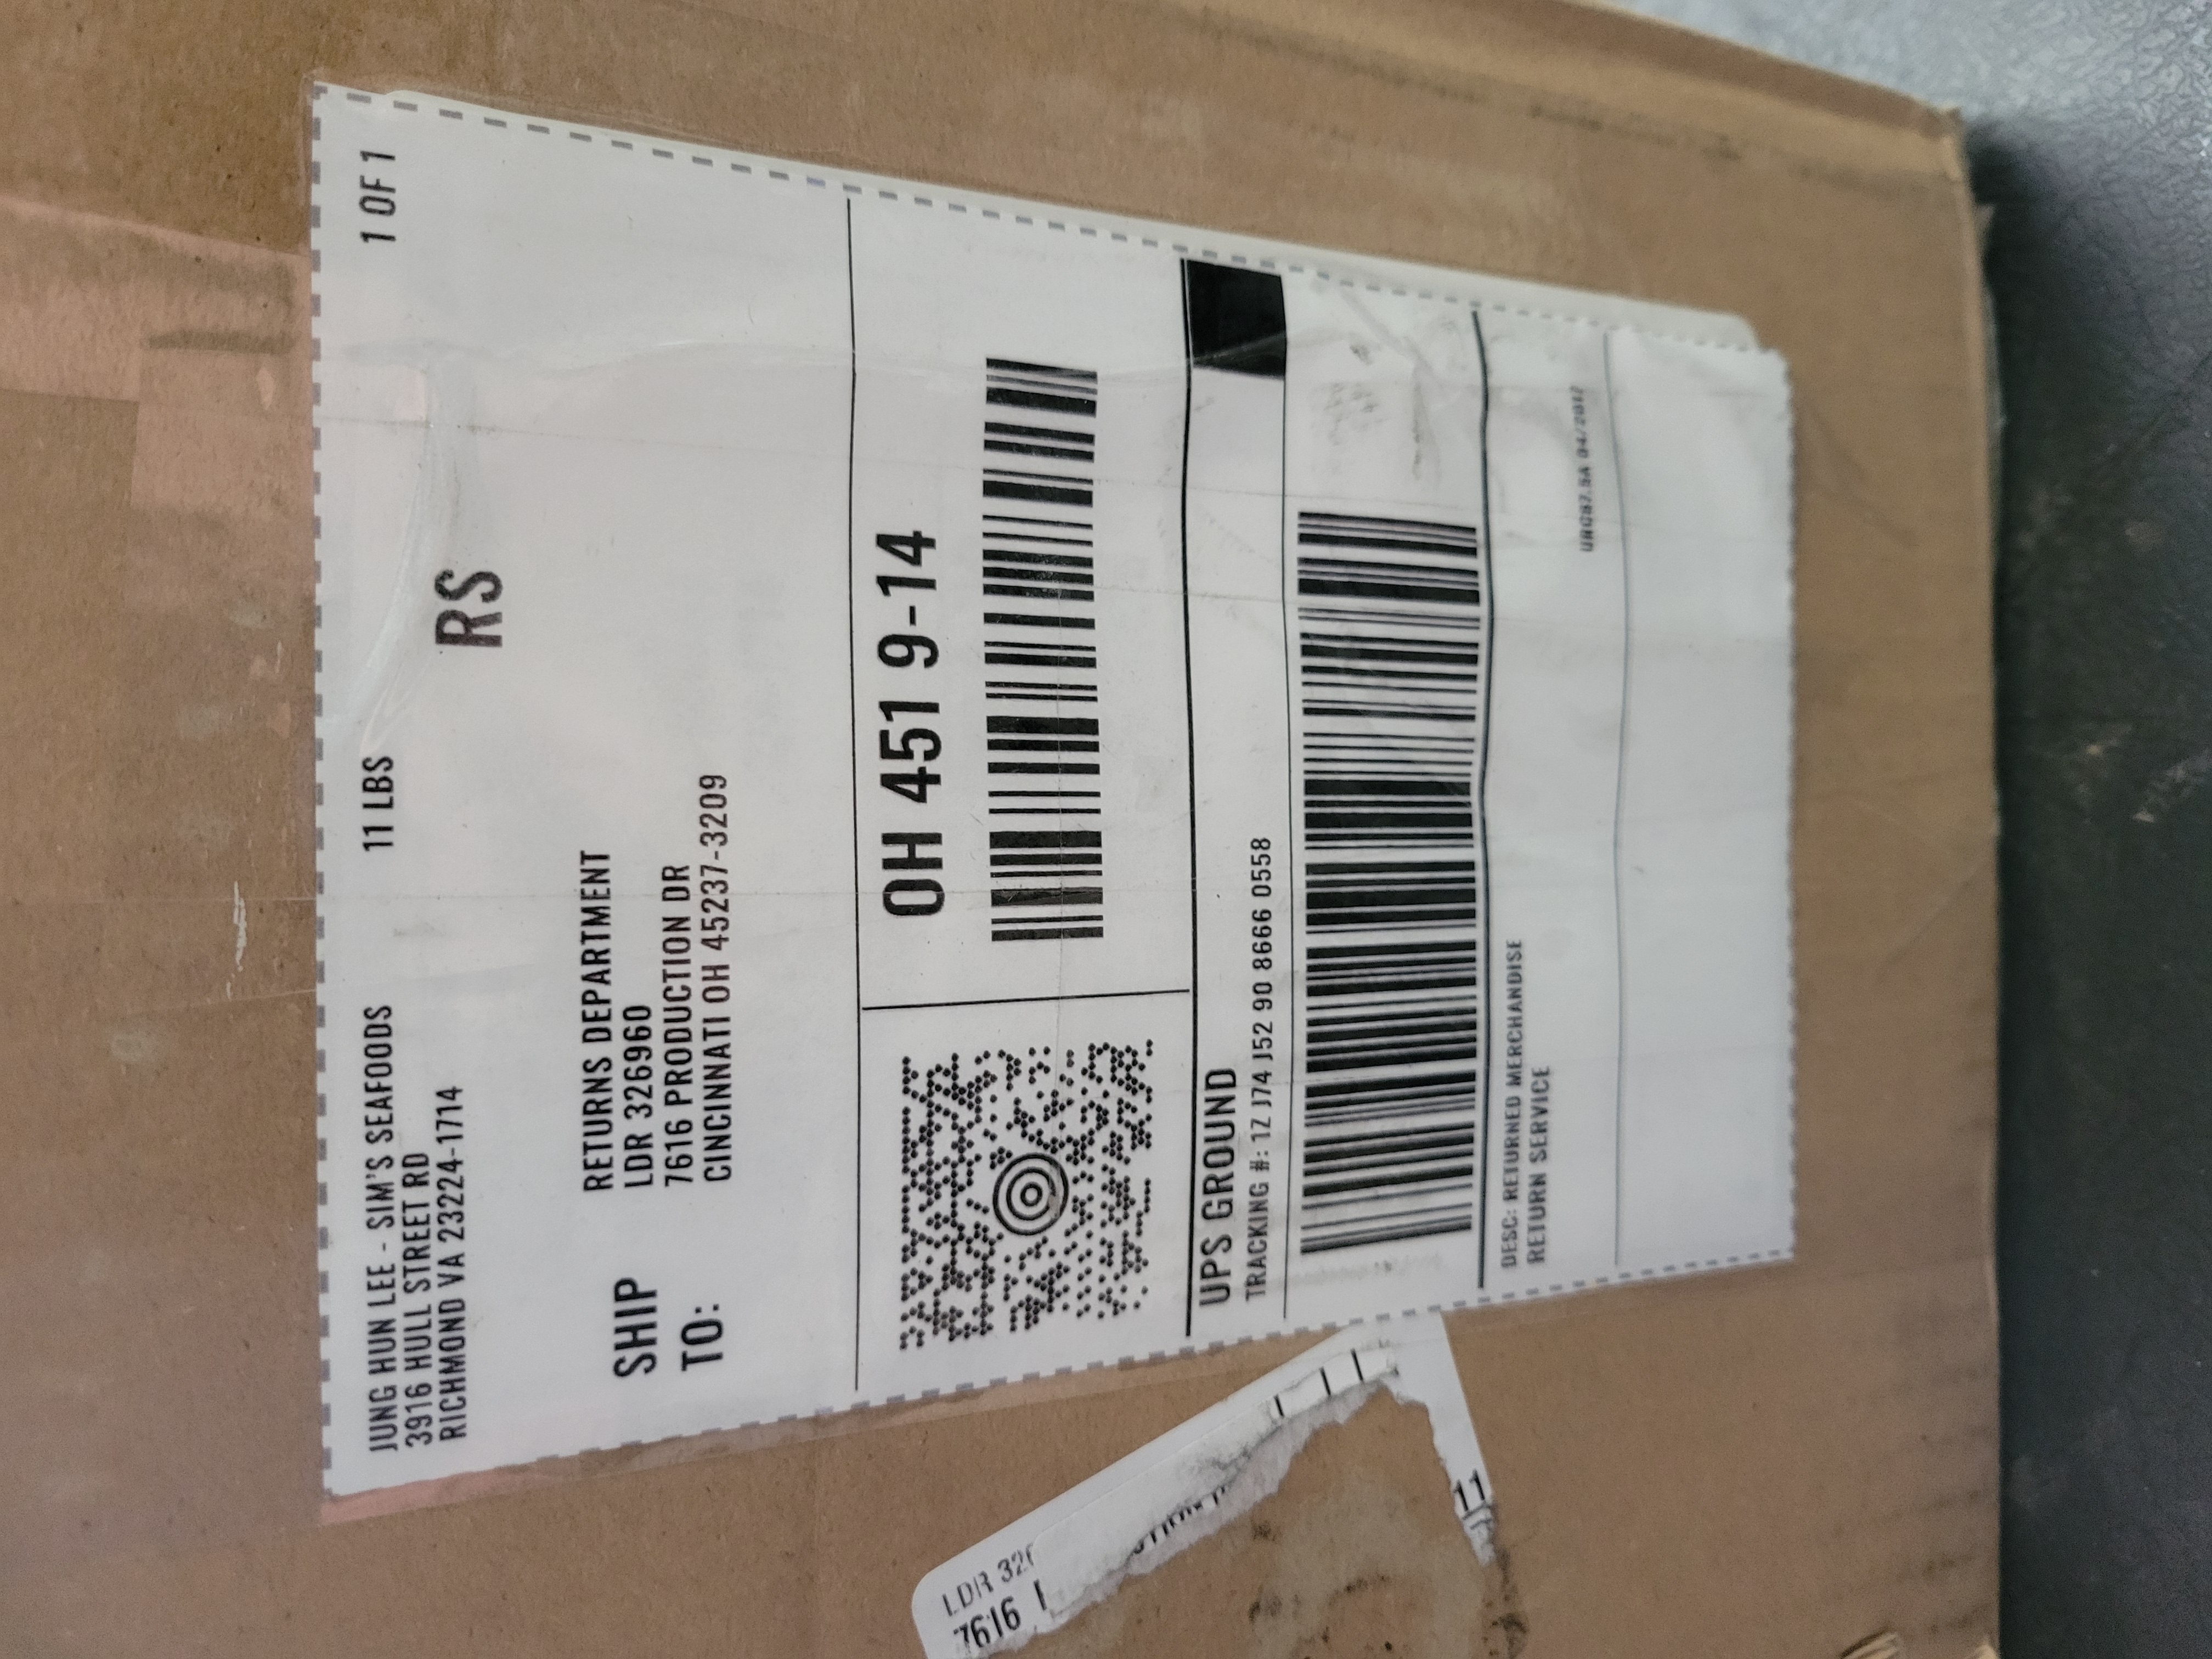 JUNG HUN LEE - SIM'S SEAFOODS
3916 HULL STREET RD
RICHMOND VA 23224-1714
11 LBS
1 OF 1
RS
SHIP
TO:
RETURNS DEPARTMENT
LDR 326960
7616 PRODUCTION DR
CINCINNATI OH 45237-3209
OH 451 9-14
UPS GROUND
TRACKING #: 1Z J74 J52 90 8666 0558
DESC: RETURNED MERCHANDISE
RETURN SERVICE
LDR
7616
11